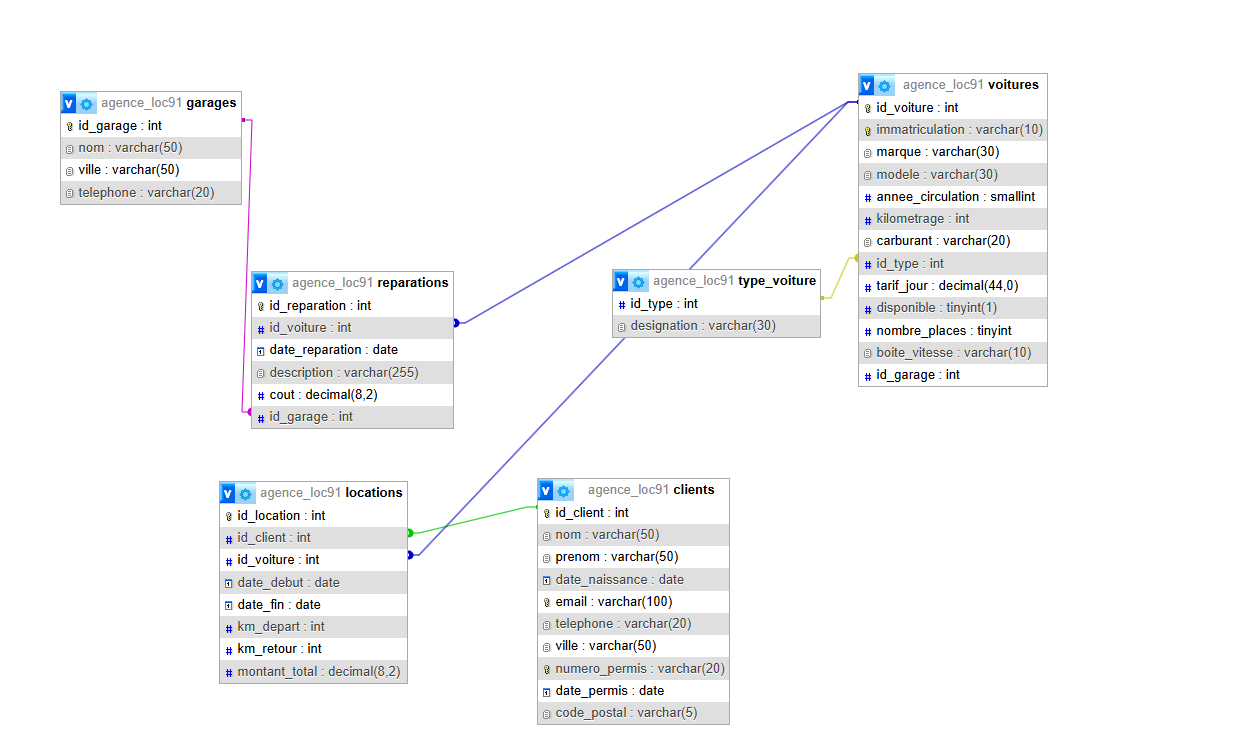 v agence_loc91 garages
id_garage : int
nom : varchar(50)
ville : varchar(50)
telephone : varchar(20)
v agence_loc91 voitures
id_voiture : int
immatriculation : varchar(10)
marque : varchar(30)
modele : varchar(30)
# annee_circulation : smallint
# kilometrage : int
carburant : varchar(20)
# id_type : int
# tarif_jour : decimal(44,0)
# disponible : tinyint(1)
# nombre_places : tinyint
boite_vitesse : varchar(10)
# id_garage : int
v agence_loc91 reparations
id_reparation : int
# id_voiture : int
date_reparation : date
description : varchar(255)
# cout : decimal(8,2)
# id_garage : int
v agence_loc91 type_voiture
# id_type : int
designation : varchar(30)
v agence_loc91 locations
id_location : int
# id_client : int
# id_voiture : int
date_debut : date
date_fin : date
# km_depart : int
# km_retour : int
# montant_total : decimal(8,2)
v agence_loc91 clients
id_client : int
nom : varchar(50)
prenom : varchar(50)
date_naissance : date
email : varchar(100)
telephone : varchar(20)
ville : varchar(50)
numero_permis : varchar(20)
date_permis : date
code_postal : varchar(5)